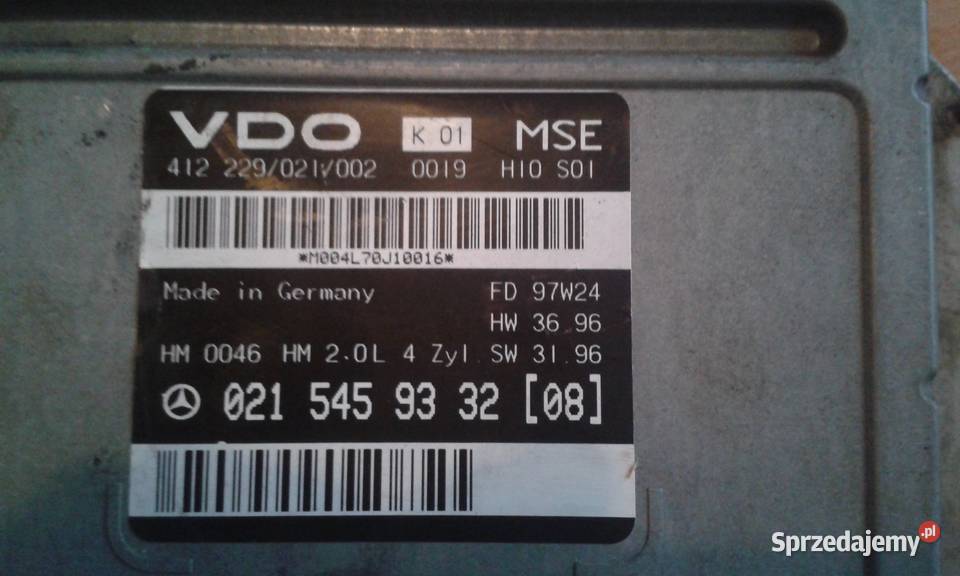 VDO K 01 MSE
412 229/021/002 0019 H10 S01
*M004L70J10016*
Made in Germany FD 97W24
HW 36.96
HM 0046 HM 2.0L 4 Zyl. SW 31.96
021 545 93 32 [08]
Sprzedajemy.pl